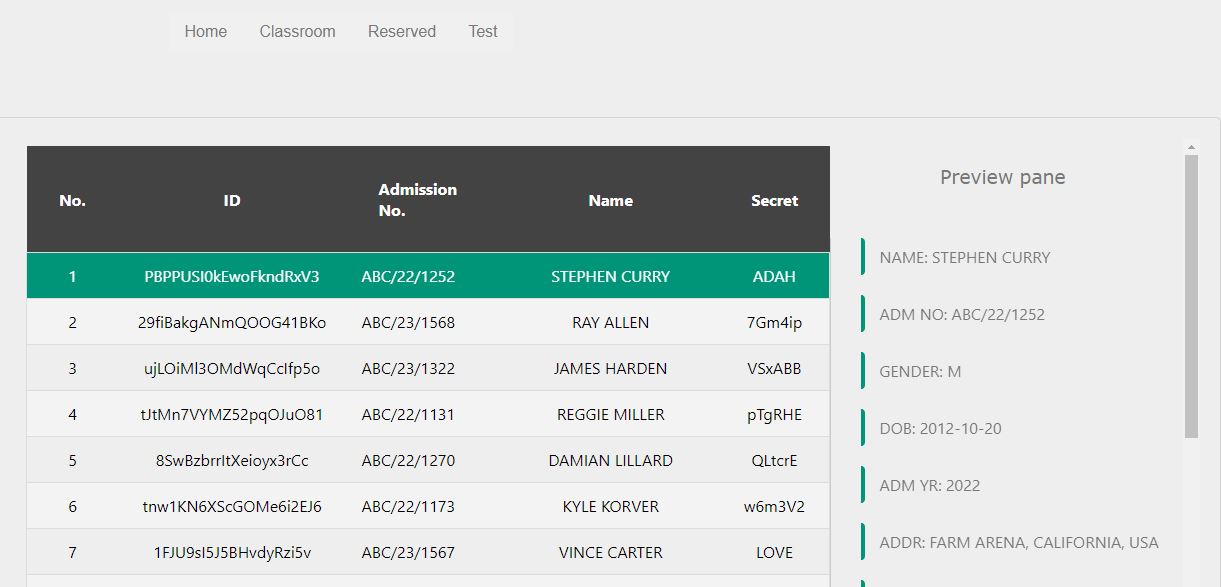 Home Classroom Reserved Test
No. ID Admission No. Name Secret
1 PBPPUSI0kEwoFkndRxV3 ABC/22/1252 STEPHEN CURRY ADAH
2 29fiBakgANmQOOG41BKo ABC/23/1568 RAY ALLEN 7Gm4ip
3 ujLOiMl3OMdWqCcIfp5o ABC/23/1322 JAMES HARDEN VSxABB
4 tJtMn7VYMZ52pqOJuO81 ABC/22/1131 REGGIE MILLER pTgRHE
5 8SwBzbrrItXeioyx3rCc ABC/22/1270 DAMIAN LILLARD QLtcrE
6 tnw1KN6XScGOMe6i2EJ6 ABC/22/1173 KYLE KORVER w6m3V2
7 1FJU9sI5J5BHvdyRzi5v ABC/23/1567 VINCE CARTER LOVE
Preview pane
NAME: STEPHEN CURRY
ADM NO: ABC/22/1252
GENDER: M
DOB: 2012-10-20
ADM YR: 2022
ADDR: FARM ARENA, CALIFORNIA, USA